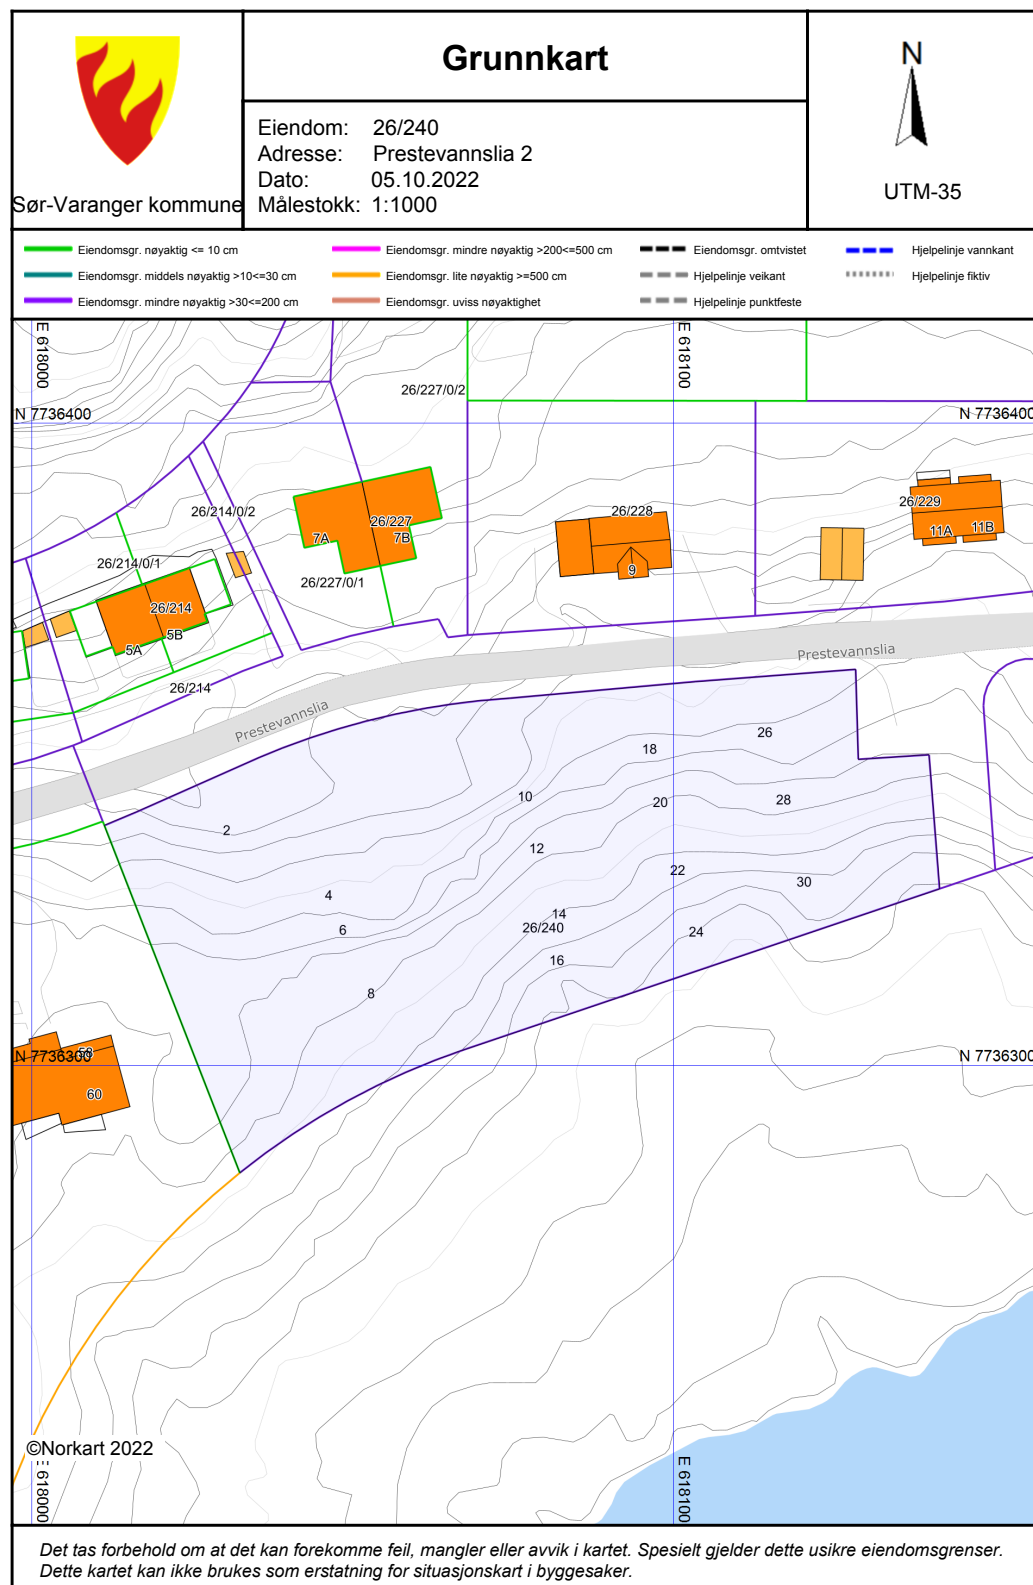 Grunnkart
Eiendom: 26/240
Adresse: Prestevannslia 2
Dato: 05.10.2022
Målestokk: 1:1000
Sør-Varanger kommune
N
UTM-35
Eiendomsgr. nøyaktig <= 10 cm
Eiendomsgr. middels nøyaktig >10<=30 cm
Eiendomsgr. mindre nøyaktig >30<=200 cm
Eiendomsgr. mindre nøyaktig >200<=500 cm
Eiendomsgr. lite nøyaktig >=500 cm
Eiendomsgr. uviss nøyaktighet
Eiendomsgr. omtvistet
Hjelpelinje veikant
Hjelpelinje punktfeste
Hjelpelinje vannkant
Hjelpelinje fiktiv
E 618000
E 618100
26/227/0/2
N 7736400
N 7736400
26/214/0/2
26/227
26/228
26/229
7A
7B
11A
11B
26/214/0/1
26/227/0/1
9
26/214
5B
5A
26/214
Prestevannslia
Prestevannslia
26
18
10
20
28
2
12
22
30
4
14
6
26/240
24
16
8
N 7736300
58
N 7736300
60
©Norkart 2022
E 618000
E 618100
Det tas forbehold om at det kan forekomme feil, mangler eller avvik i kartet. Spesielt gjelder dette usikre eiendomsgrenser.
Dette kartet kan ikke brukes som erstatning for situasjonskart i byggesaker.